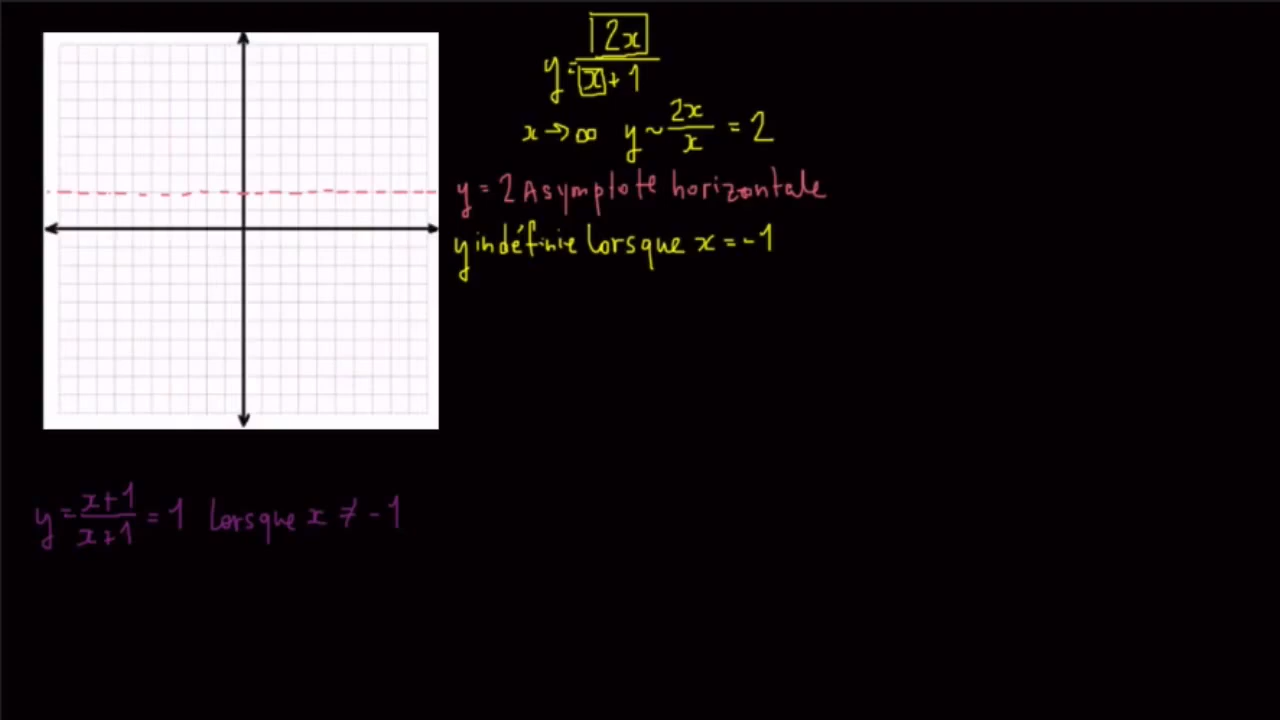 y = 2x / x + 1
x → ∞ y ~ 2x / x = 2
y = 2 Asymptote horizontale
y indéfinie lorsque x = -1
y = x+1 / x+1 = 1 lorsque x ≠ -1